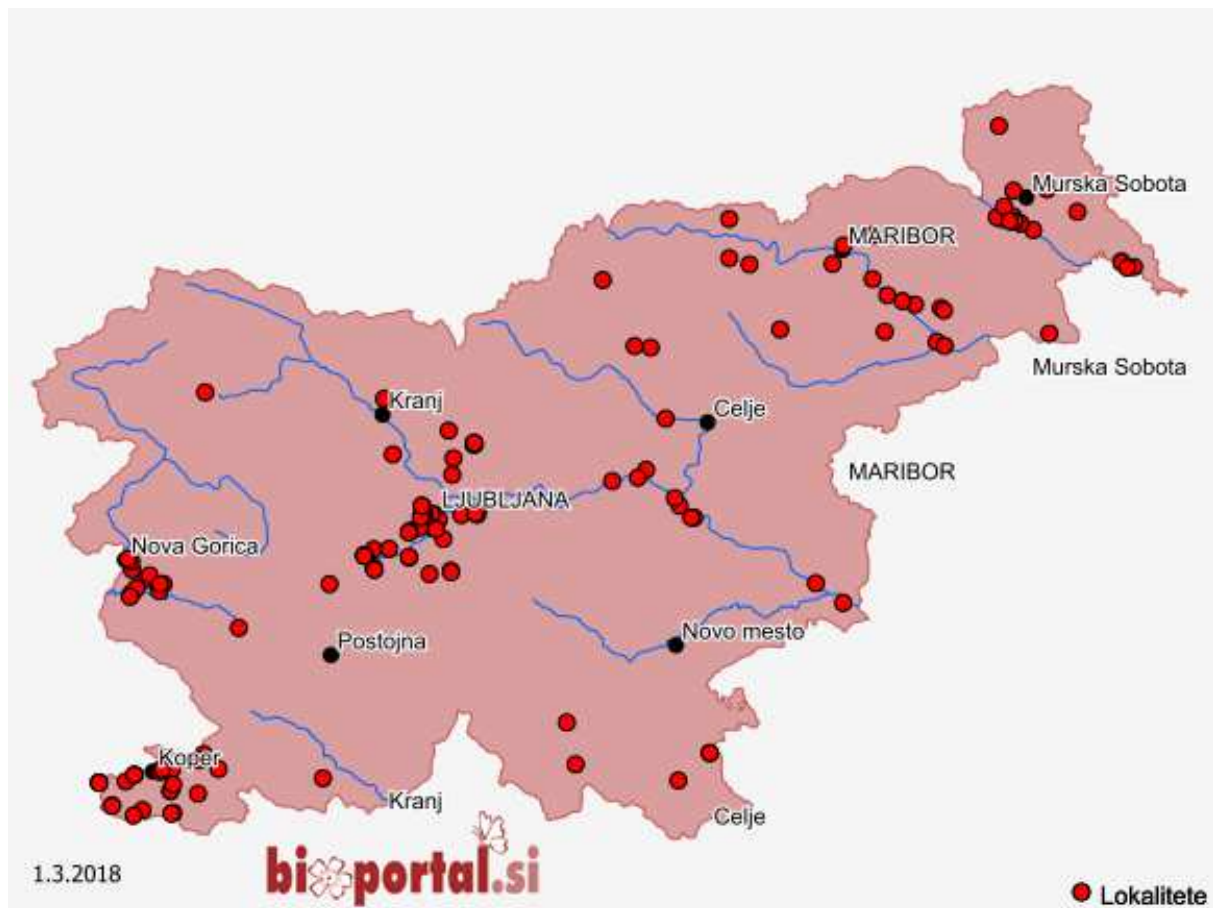 Murska Sobota
MARIBOR
Murska Sobota
Kranj
Celje
MARIBOR
LJUBLJANA
Nova Gorica
Novo mesto
Postojna
Koper
Kranj
Celje
1.3.2018
bioportal.si
Lokalitete